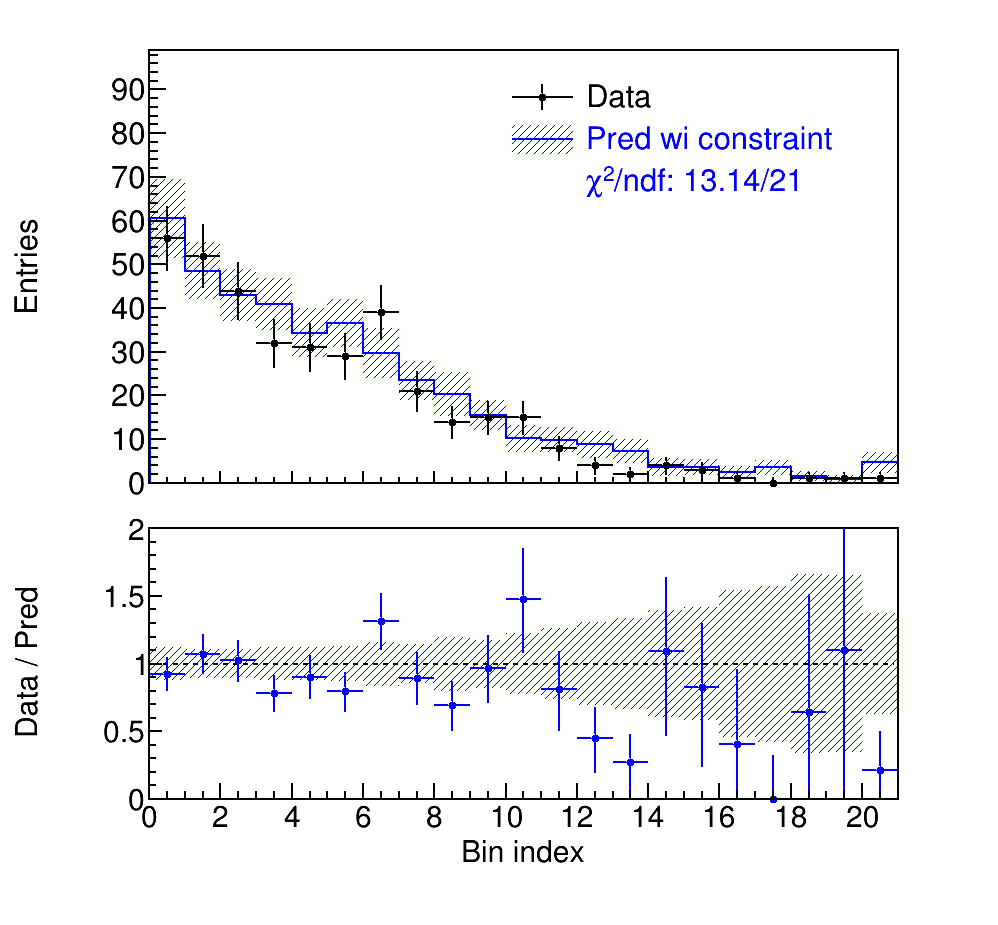 90
80
70
60
50
40
30
20
10
0
Entries
Data
Pred wi constraint
χ²/ndf: 13.14/21
2
1.5
1
0.5
0
Data / Pred
0 2 4 6 8 10 12 14 16 18 20
Bin index